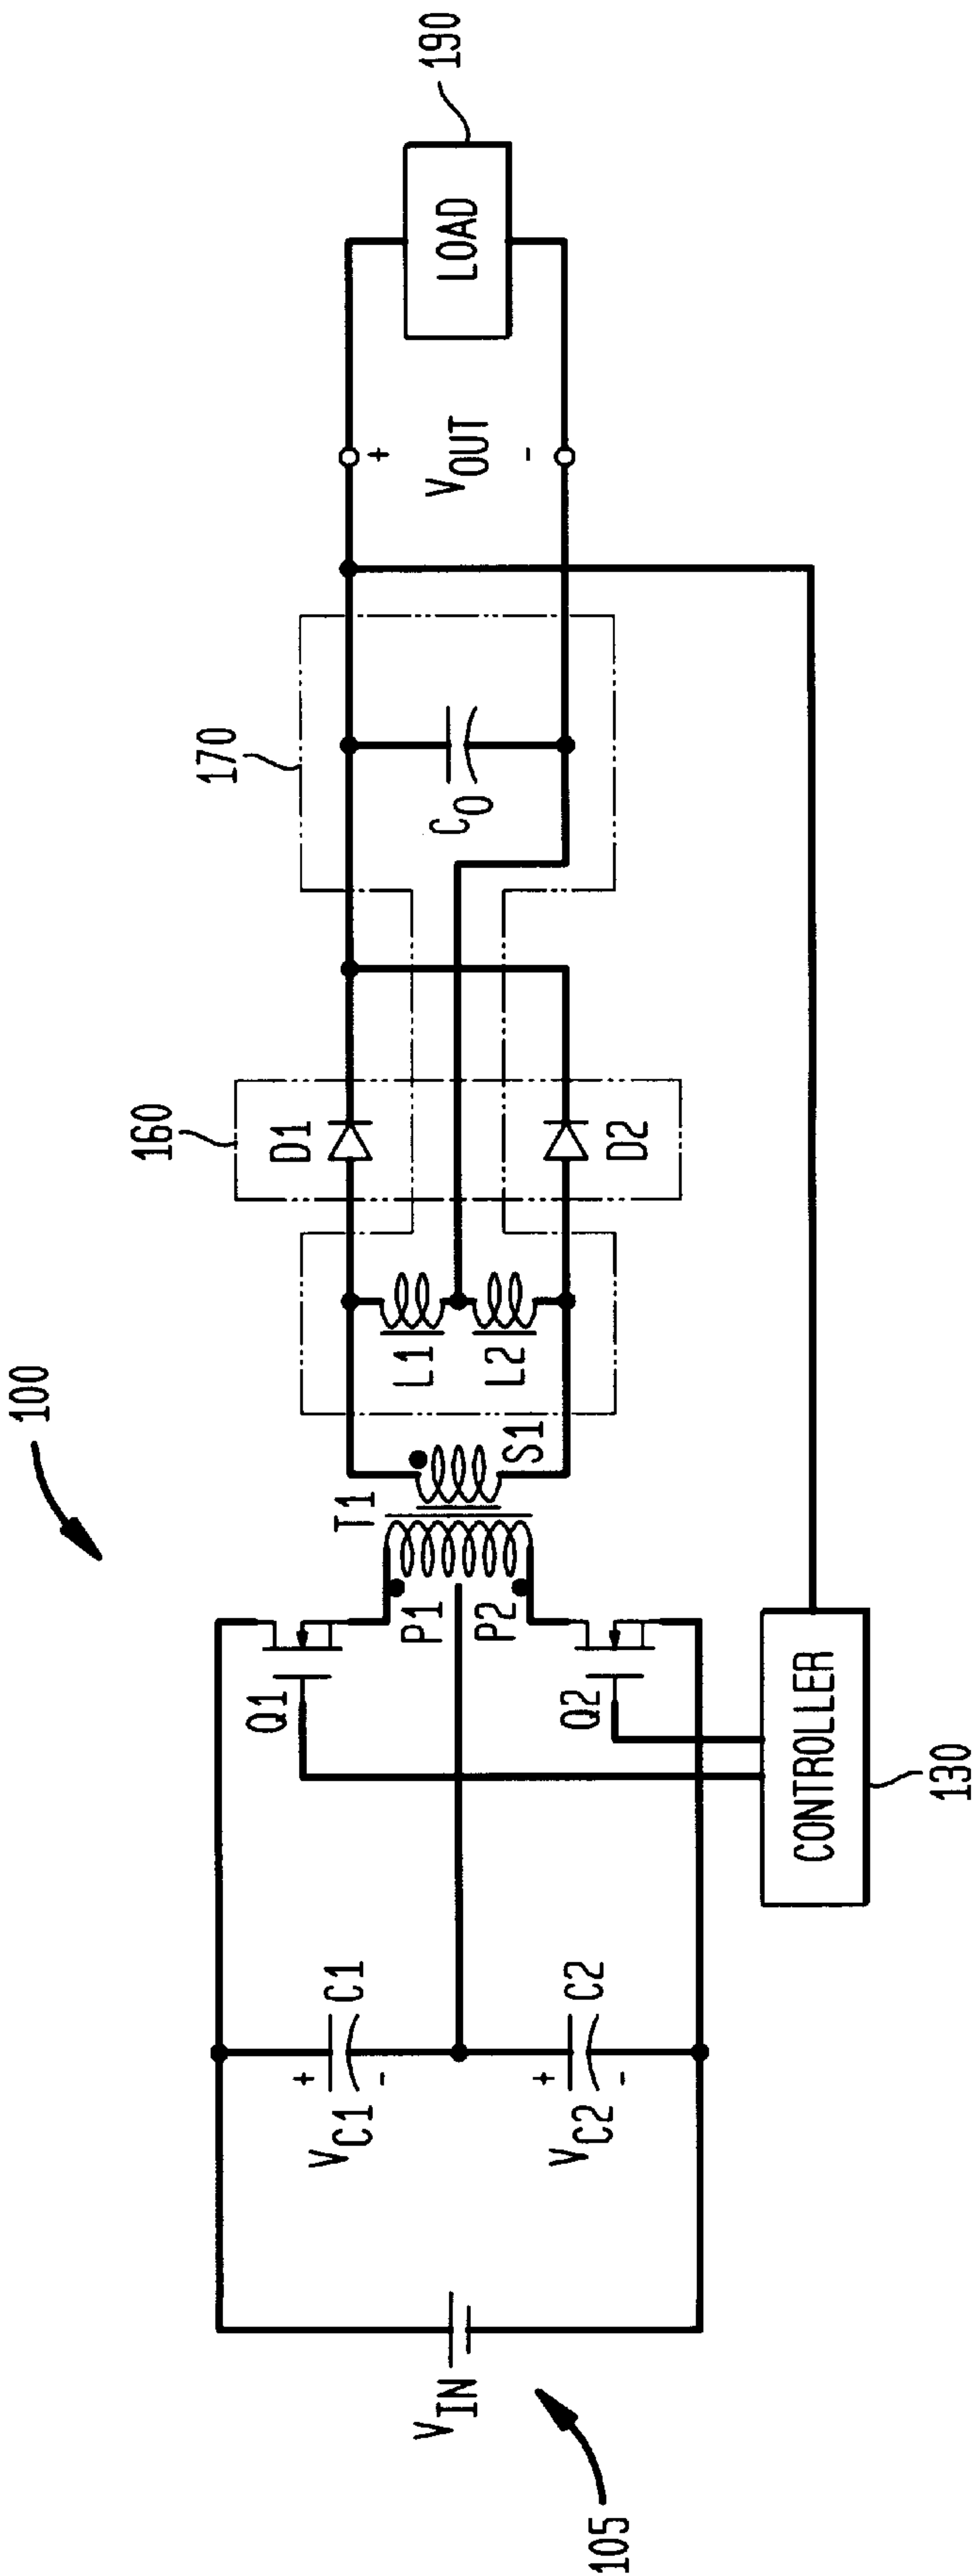 100
105
V_IN
V_C1
+
-
C1
V_C2
+
-
C2
Q1
Q2
P1
P2
T1
S1
L1
L2
160
D1
D2
170
C_O
+
V_OUT
-
LOAD
190
CONTROLLER
130